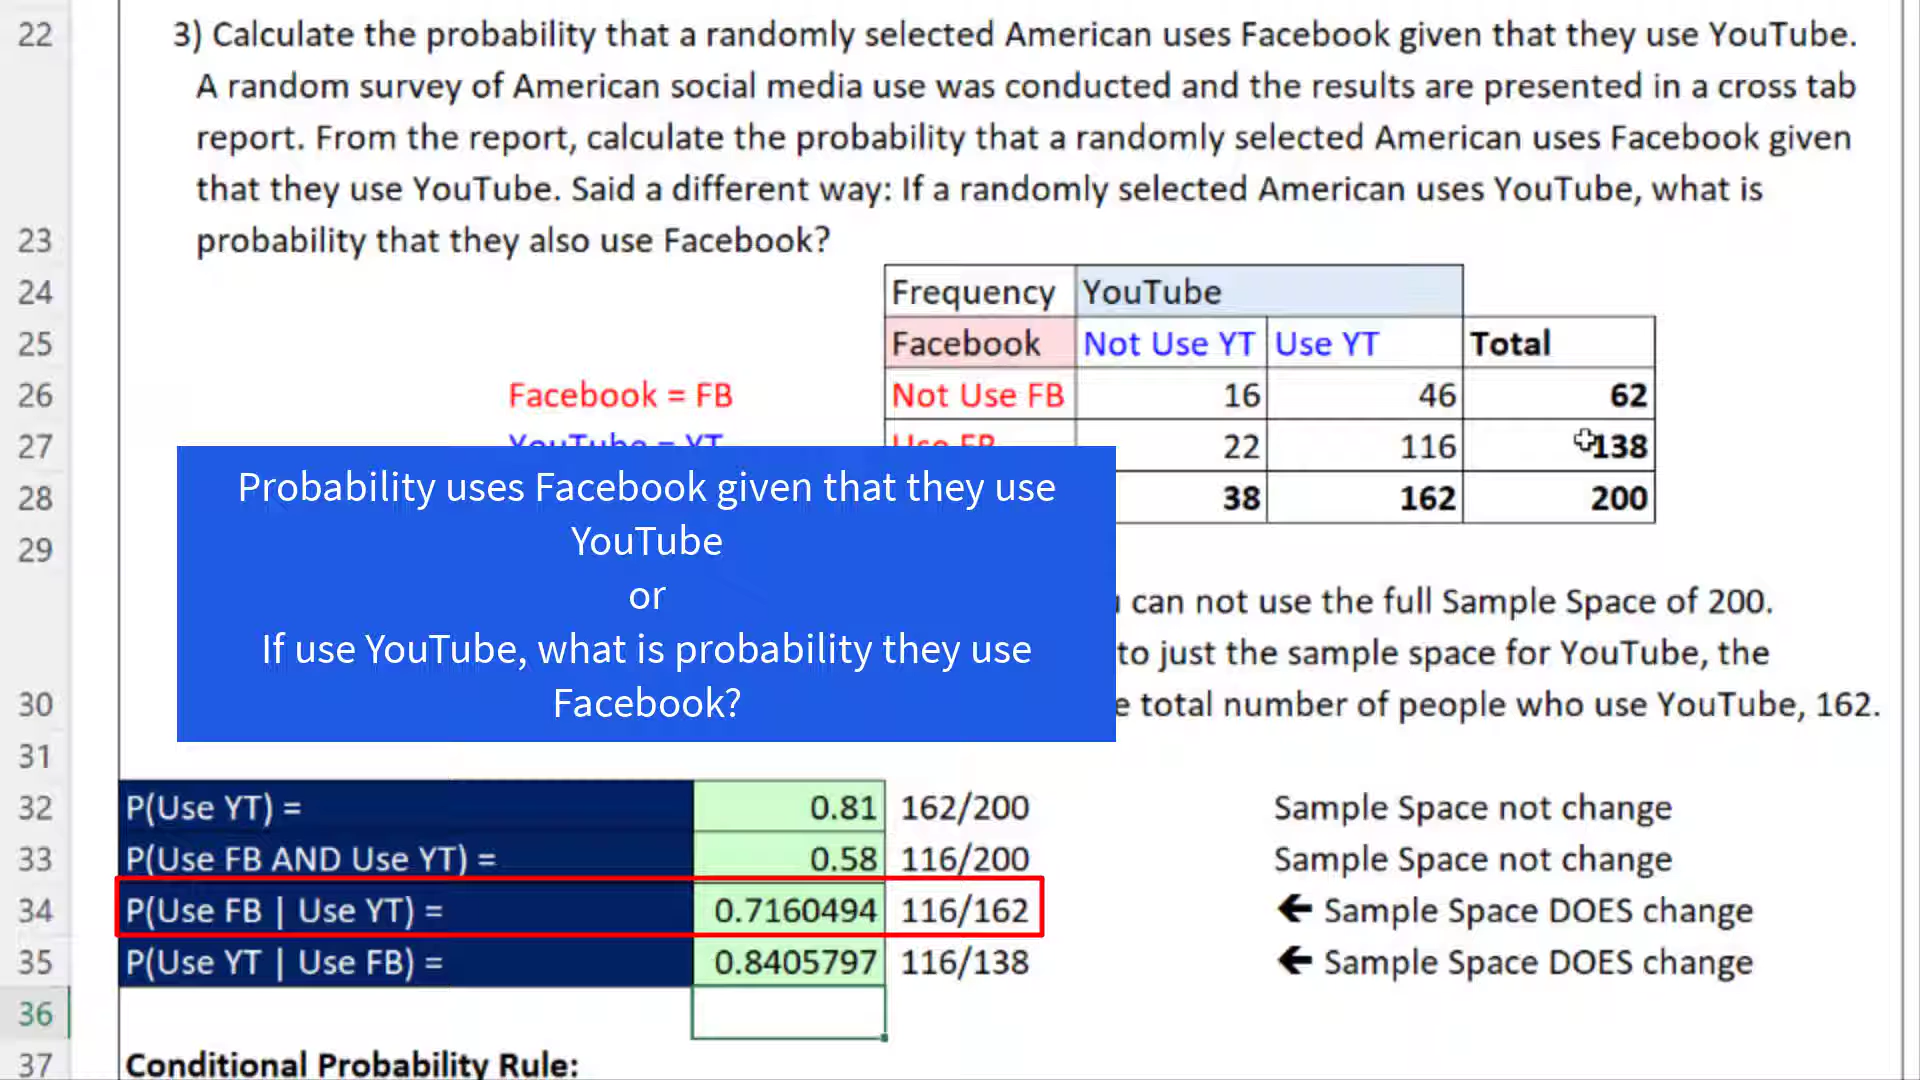 22
3) Calculate the probability that a randomly selected American uses Facebook given that they use YouTube.
A random survey of American social media use was conducted and the results are presented in a cross tab
report. From the report, calculate the probability that a randomly selected American uses Facebook given
that they use YouTube. Said a different way: If a randomly selected American uses YouTube, what is
23 probability that they also use Facebook?
24 Frequency YouTube
25 Facebook Not Use YT Use YT Total
26 Facebook = FB Not Use FB 16 46 62
27 YouTube = YT Use FB 22 116 138
28 38 162 200
29
Probability uses Facebook given that they use
YouTube
or
If use YouTube, what is probability they use
Facebook?
can not use the full Sample Space of 200.
to just the sample space for YouTube, the
30 total number of people who use YouTube, 162.
31
32 P(Use YT) = 0.81 162/200 Sample Space not change
33 P(Use FB AND Use YT) = 0.58 116/200 Sample Space not change
34 P(Use FB | Use YT) = 0.7160494 116/162 🡰 Sample Space DOES change
35 P(Use YT | Use FB) = 0.8405797 116/138 🡰 Sample Space DOES change
36
37 Conditional Probability Rule: